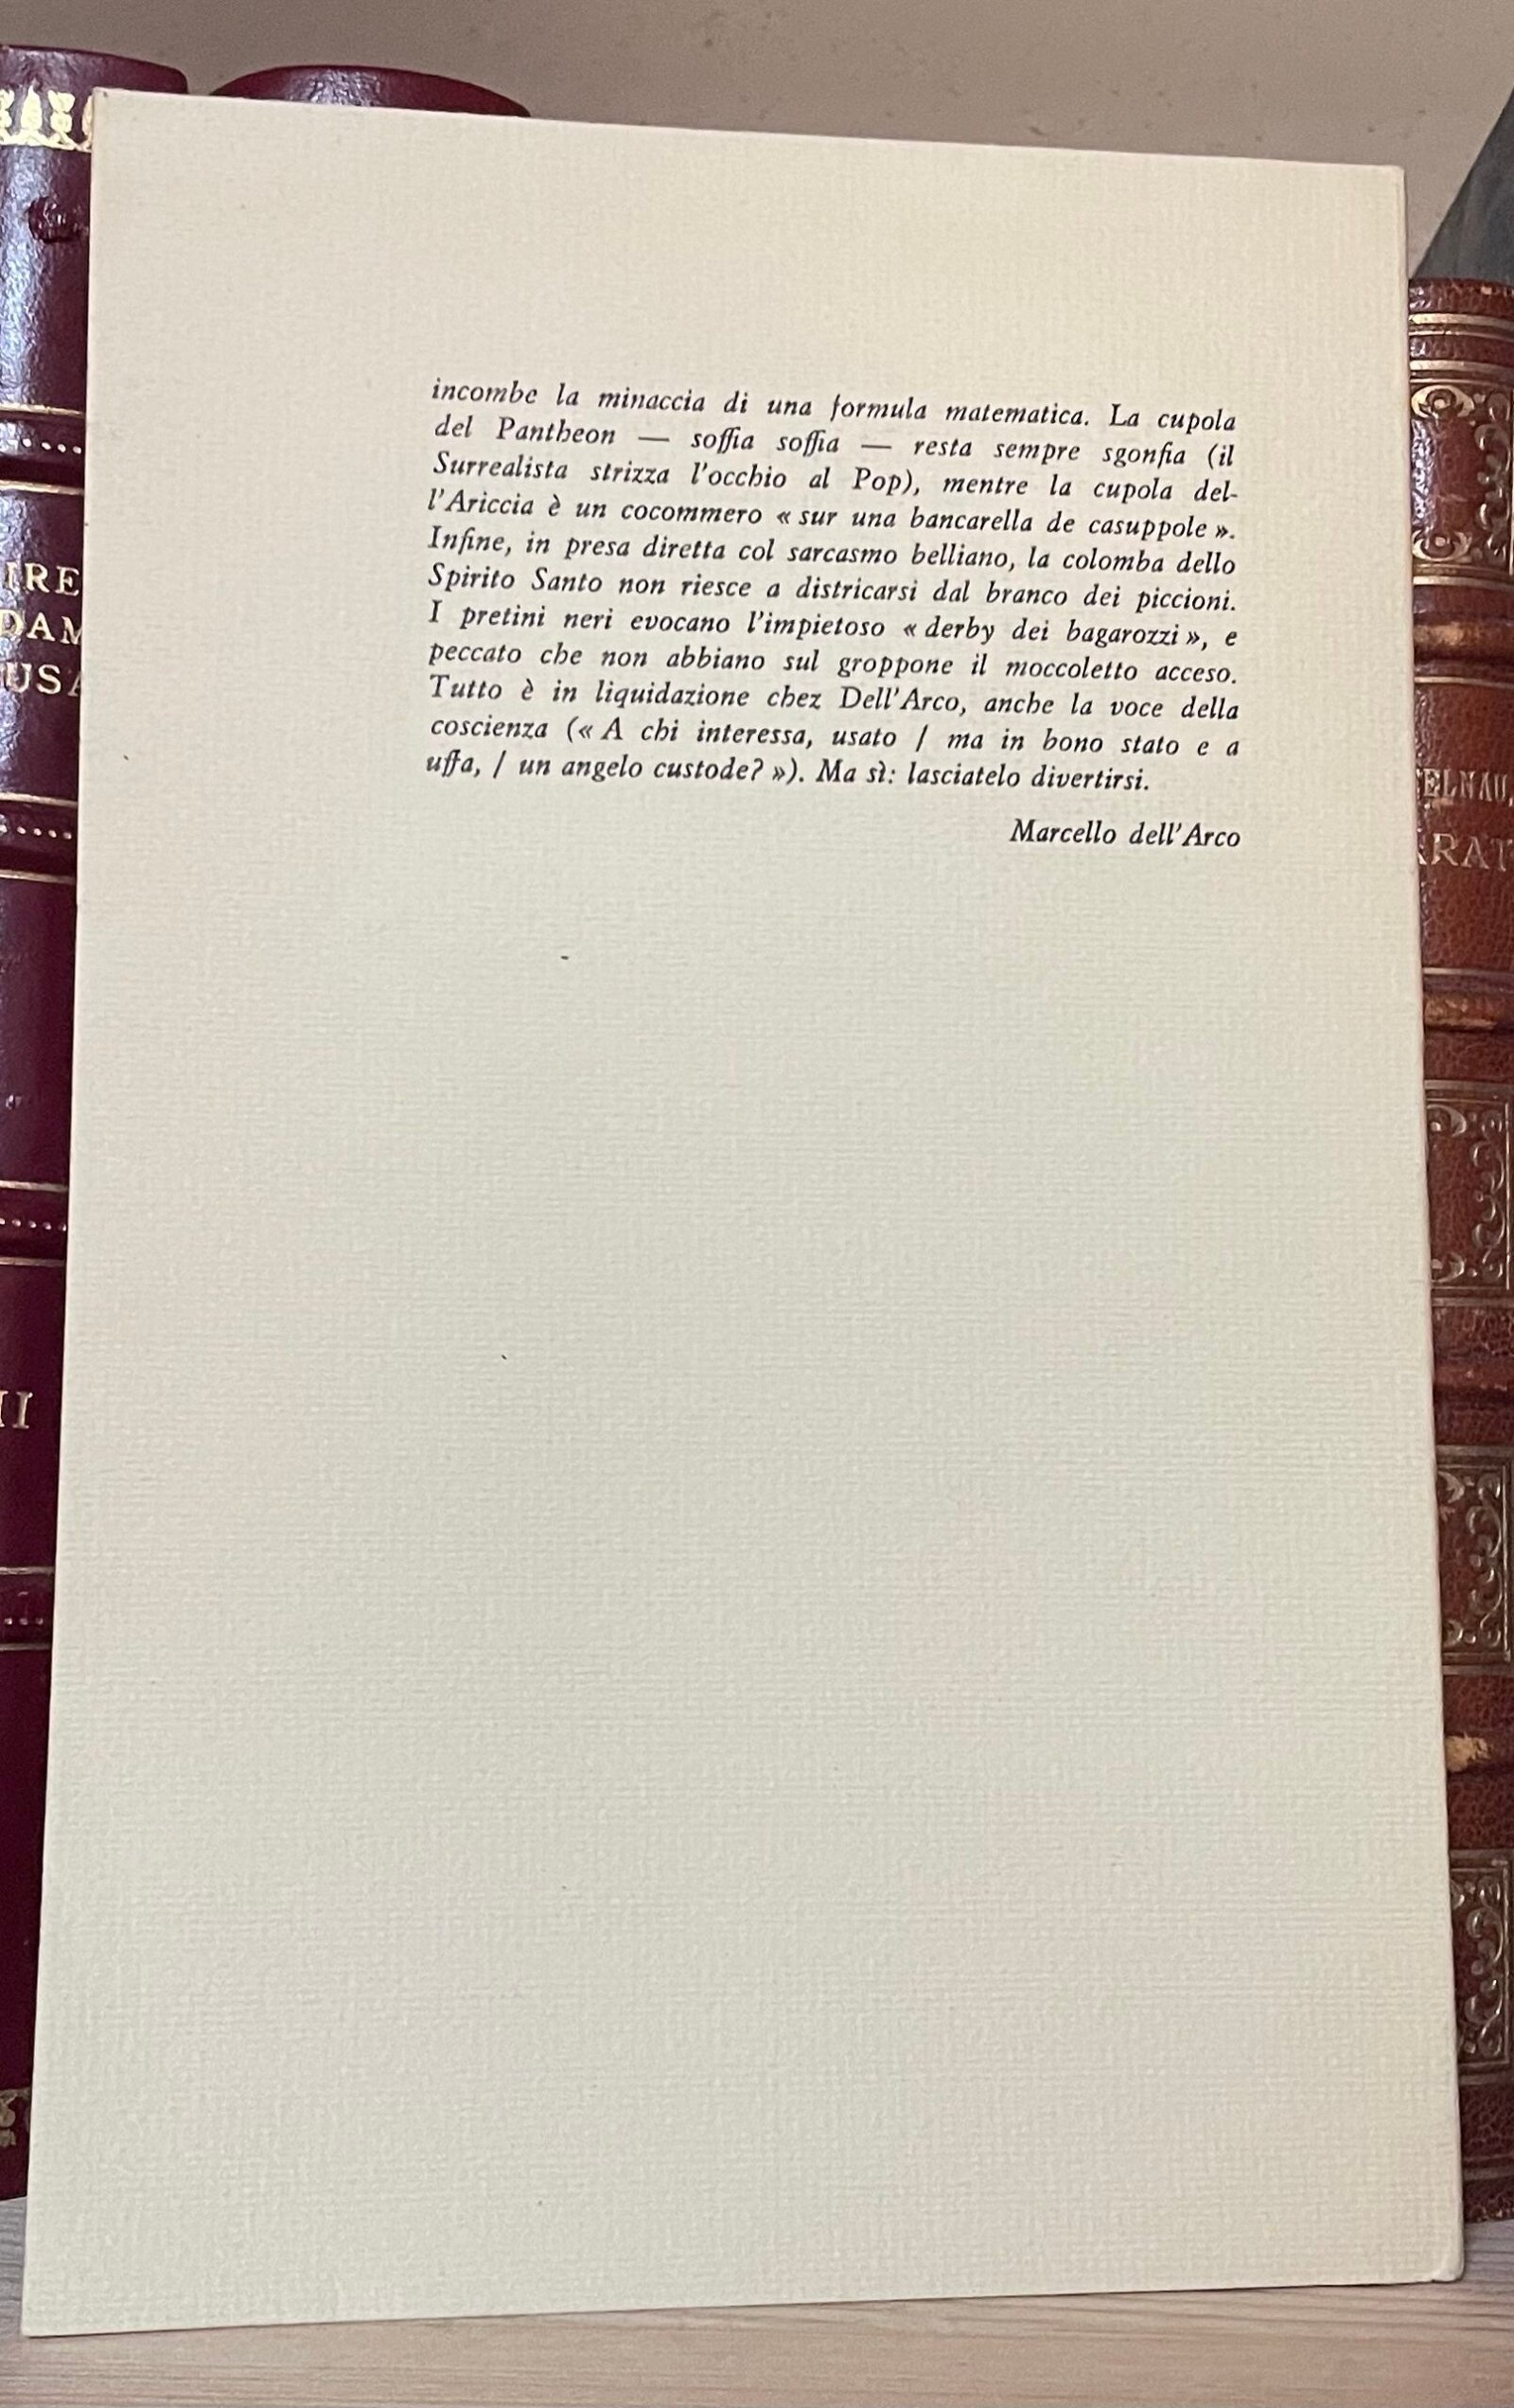 incombe la minaccia di una formula matematica. La cupola
del Pantheon — soffia soffia — resta sempre sgonfia (il
Surrealista strizza l'occhio al Pop), mentre la cupola del-
l'Ariccia è un cocommero « sur una bancarella de casuppole ».
Infine, in presa diretta col sarcasmo belliano, la colomba dello
Spirito Santo non riesce a districarsi dal branco dei piccioni.
I pretini neri evocano l'impietoso « derby dei bagarozzi », e
peccato che non abbiano sul groppone il moccoletto acceso.
Tutto è in liquidazione chez Dell'Arco, anche la voce della
coscienza (« A chi interessa, usato / ma in bono stato e a
uffa, / un angelo custode? »). Ma sì: lasciatelo divertirsi.
Marcello dell'Arco
II